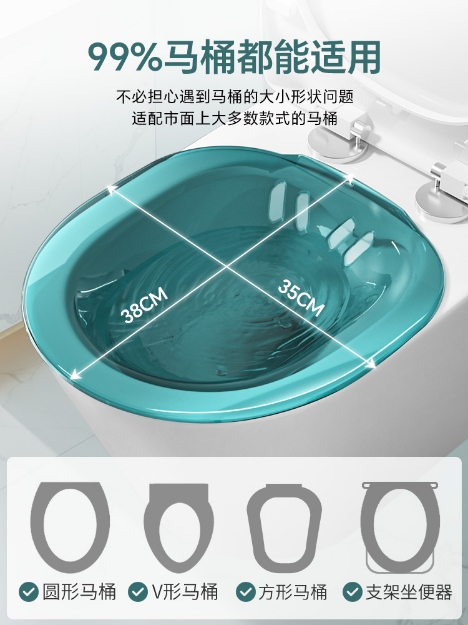 99%马桶都能适用
不必担心遇到马桶的大小形状问题
适配市面上大多数款式的马桶
38CM
35CM
圆形马桶
V形马桶
方形马桶
支架坐便器